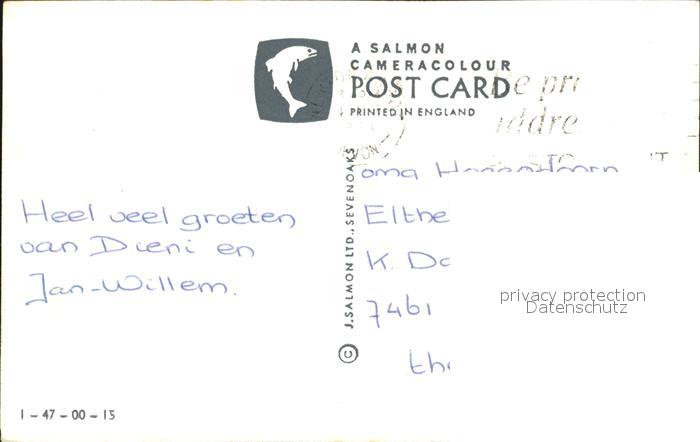 A SALMON
CAMERACOLOUR
POST CARD
PRINTED IN ENGLAND
Heel veel groeten
van Dieni en
Jan-Willem.
© J. SALMON LTD., SEVENOAKS
oma
Elthe
K. Do
7461
the
privacy protection
Datenschutz
1 - 47 - 00 - 15